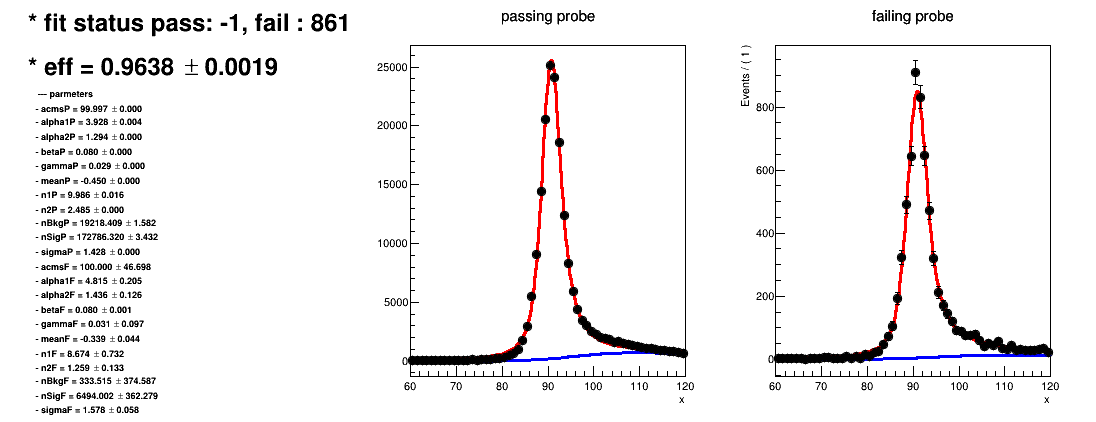 * fit status pass: -1, fail : 861
* eff = 0.9638 ± 0.0019
--- parmeters
- acmsP = 99.997 ± 0.000
- alpha1P = 3.928 ± 0.004
- alpha2P = 1.294 ± 0.000
- betaP = 0.080 ± 0.000
- gammaP = 0.029 ± 0.000
- meanP = -0.450 ± 0.000
- n1P = 9.986 ± 0.016
- n2P = 2.485 ± 0.000
- nBkgP = 19218.409 ± 1.582
- nSigP = 172786.320 ± 3.432
- sigmaP = 1.428 ± 0.000
- acmsF = 100.000 ± 46.698
- alpha1F = 4.815 ± 0.205
- alpha2F = 1.436 ± 0.126
- betaF = 0.080 ± 0.001
- gammaF = 0.031 ± 0.097
- meanF = -0.339 ± 0.044
- n1F = 8.674 ± 0.732
- n2F = 1.259 ± 0.133
- nBkgF = 333.515 ± 374.587
- nSigF = 6494.002 ± 362.279
- sigmaF = 1.578 ± 0.058
passing probe
25000
20000
15000
10000
5000
0
60 70 80 90 100 110 120
x
failing probe
Events / ( 1 )
800
600
400
200
0
60 70 80 90 100 110 120
x